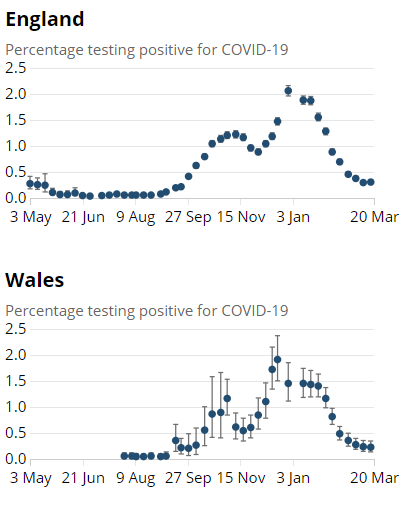 England
Percentage testing positive for COVID-19
2.5
2.0
1.5
1.0
0.5
0.0
3 May 21 Jun 9 Aug 27 Sep 15 Nov 3 Jan 20 Mar
Wales
Percentage testing positive for COVID-19
2.5
2.0
1.5
1.0
0.5
0.0
3 May 21 Jun 9 Aug 27 Sep 15 Nov 3 Jan 20 Mar